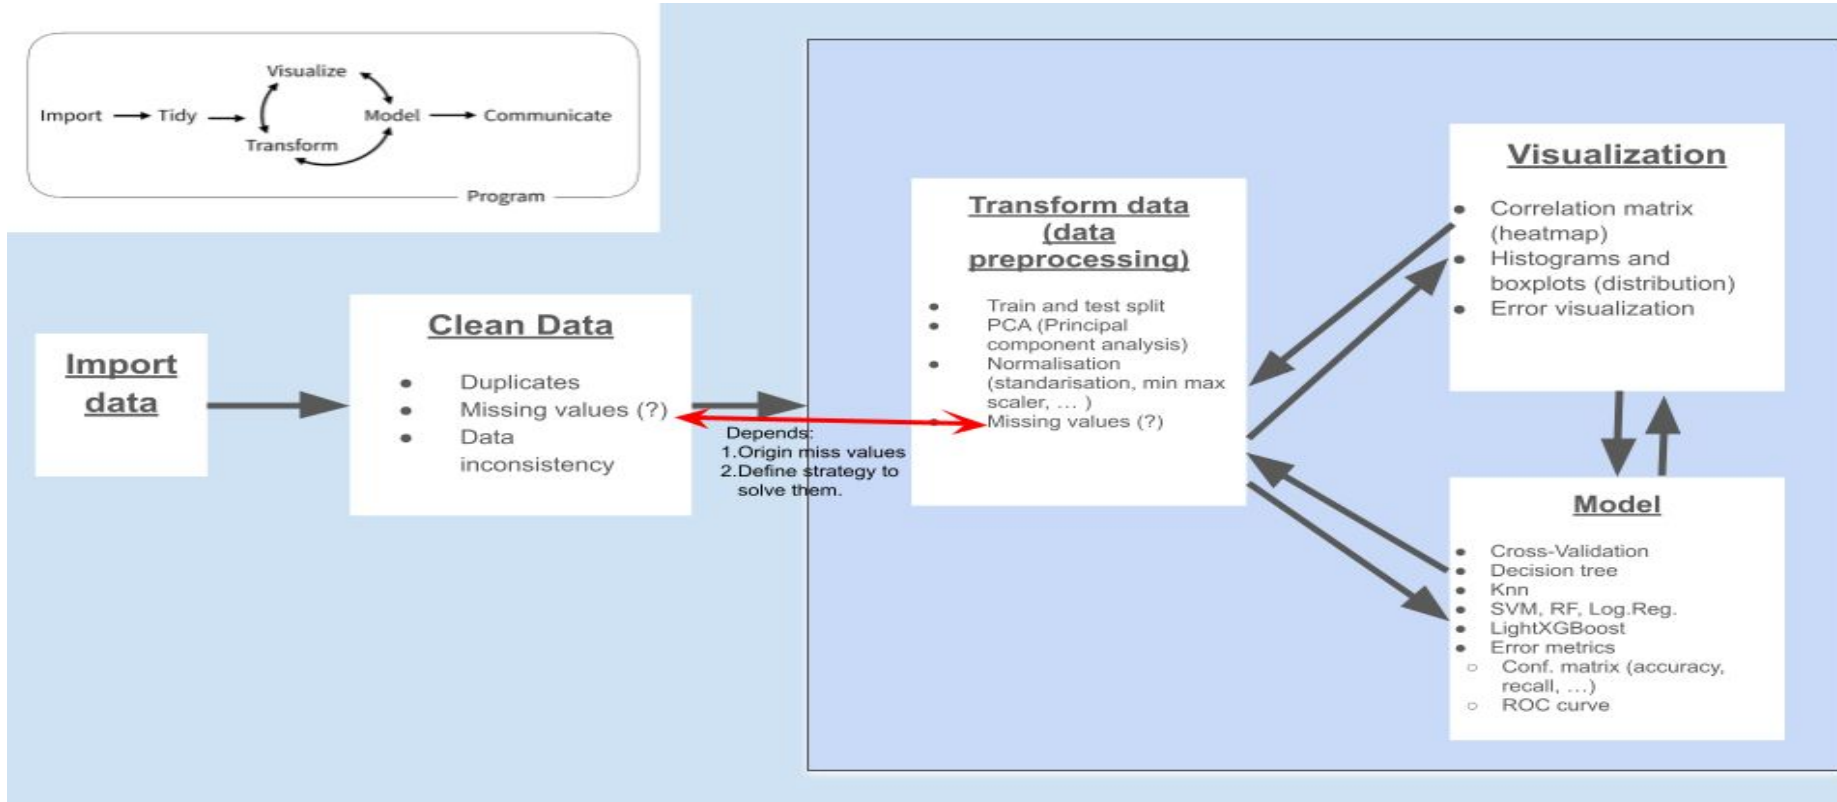 Visualize
Import
Tidy
Model
Communicate
Transform
Program
Import
data
Clean Data
● Duplicates
● Missing values (?)
● Data
inconsistency
Depends:
1.Origin miss values
2.Define strategy to
solve them.
Transform data
(data
preprocessing)
● Train and test split
● PCA (Principal
component analysis)
● Normalisation
(standarisation, min max
scaler, ... )
● Missing values (?)
Visualization
● Correlation matrix
(heatmap)
● Histograms and
boxplots (distribution)
● Error visualization
Model
● Cross-Validation
● Decision tree
● Knn
● SVM, RF, Log.Reg.
● LightXGBoost
● Error metrics
○ Conf. matrix (accuracy,
recall, ...)
○ ROC curve